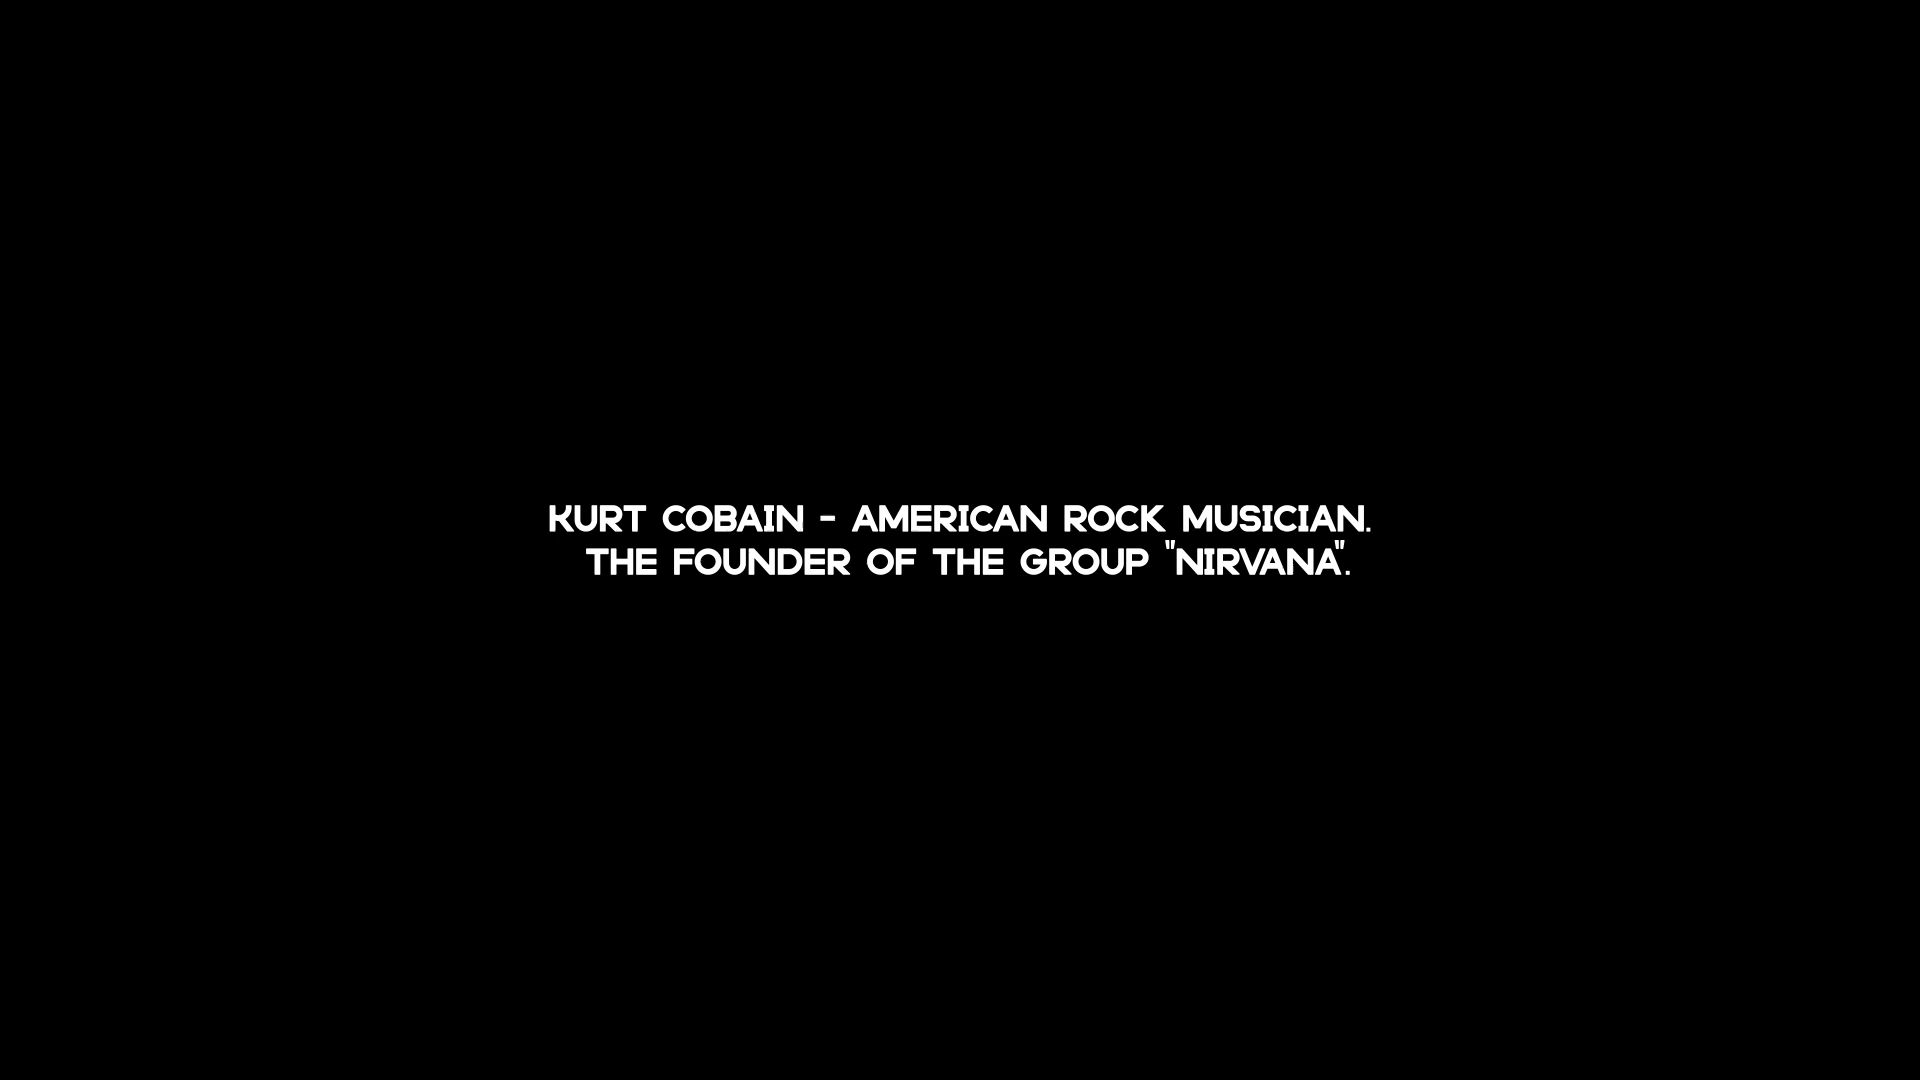 KURT COBAIN - AMERICAN ROCK MUSICIAN.
THE FOUNDER OF THE GROUP "NIRVANA".